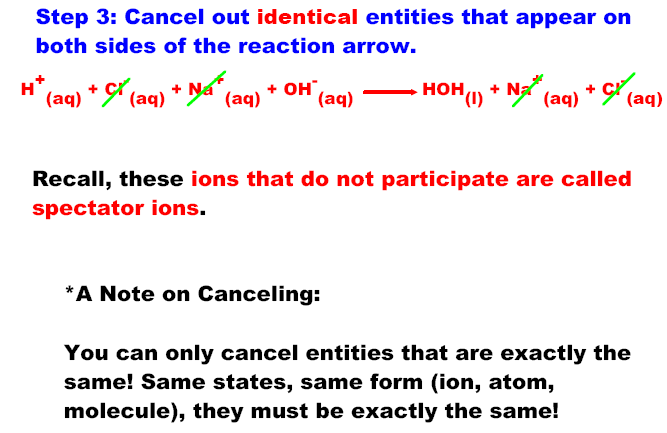 Step 3: Cancel out identical entities that appear on
both sides of the reaction arrow.
H⁺(aq) + Cl⁻(aq) + Na⁺(aq) + OH⁻(aq) ⟶ HOH(l) + Na⁺(aq) + Cl⁻(aq)
Recall, these ions that do not participate are called
spectator ions.
*A Note on Canceling:
You can only cancel entities that are exactly the
same! Same states, same form (ion, atom,
molecule), they must be exactly the same!